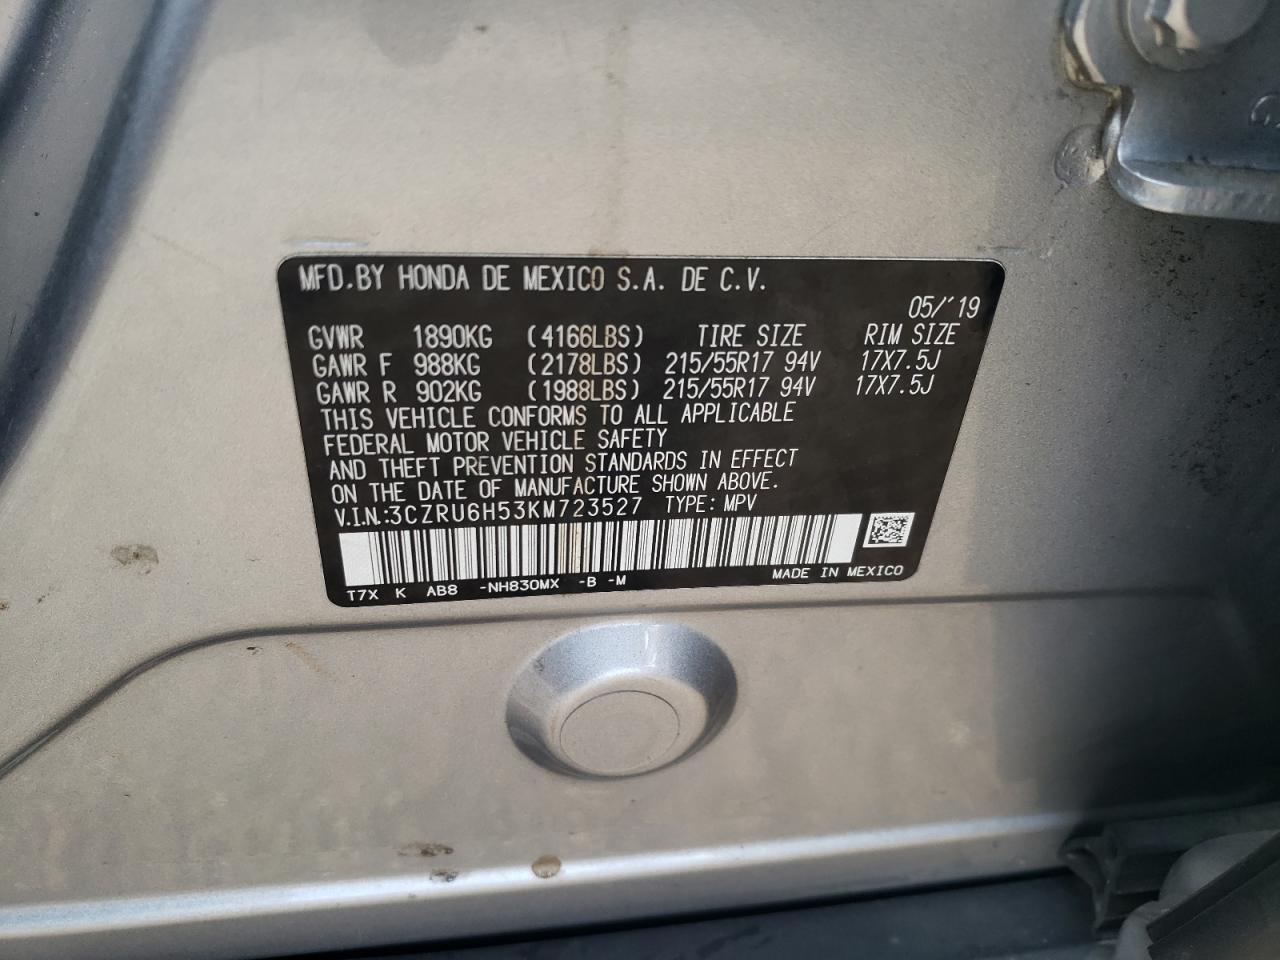 MFD.BY HONDA DE MEXICO S.A. DE C.V.
05/'19
GVWR 1890KG (4166LBS) TIRE SIZE RIM SIZE
GAWR F 988KG (2178LBS) 215/55R17 94V 17X7.5J
GAWR R 902KG (1988LBS) 215/55R17 94V 17X7.5J
THIS VEHICLE CONFORMS TO ALL APPLICABLE
FEDERAL MOTOR VEHICLE SAFETY
AND THEFT PREVENTION STANDARDS IN EFFECT
ON THE DATE OF MANUFACTURE SHOWN ABOVE.
V.I.N.:3CZRU6H53KM723527 TYPE: MPV
T7X K AB8 -NH830MX -B -M MADE IN MEXICO